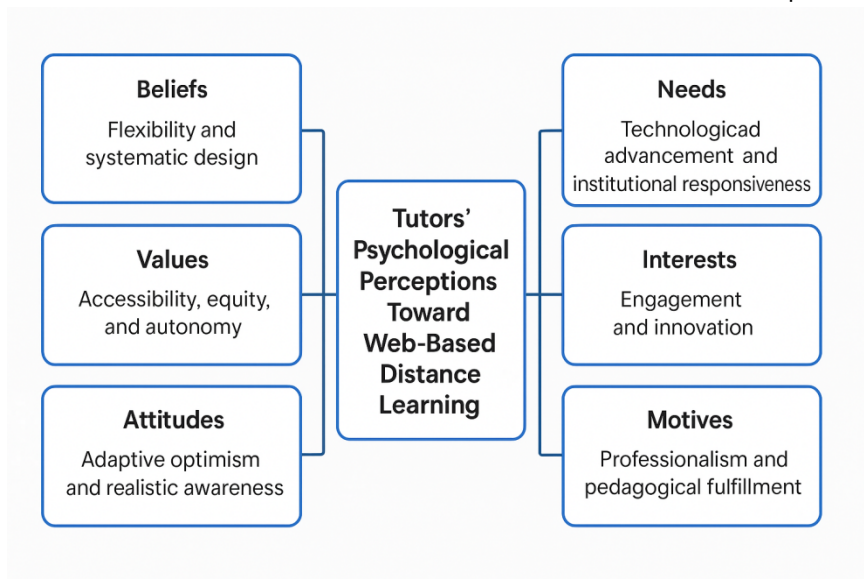 Beliefs
Flexibility and
systematic design
Values
Accessibility, equity,
and autonomy
Attitudes
Adaptive optimism
and realistic awareness
Tutors’
Psychological
Perceptions
Toward
Web-Based
Distance
Learning
Needs
Technologicad
advancement and
institutional responsiveness
Interests
Engagement
and innovation
Motives
Professionalism and
pedagogical fulfillment